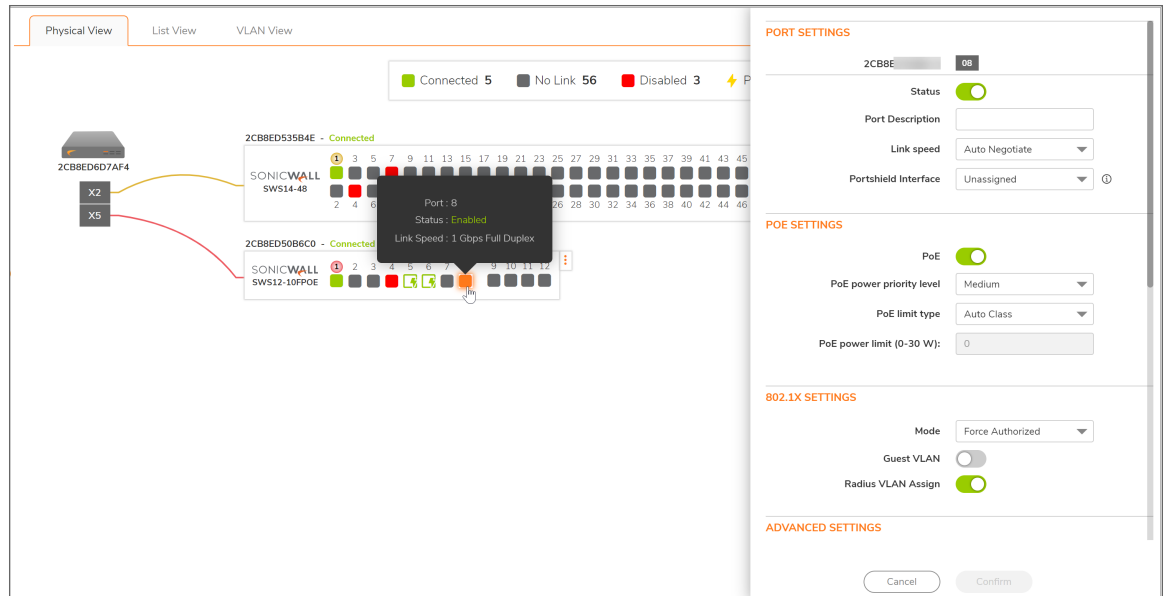 Physical View List View VLAN View
Connected 5 No Link 56 Disabled 3 P
2CB8ED6D7AF4
X2
X5
2CB8ED535B4E - Connected
1 3 5 7 9 11 13 15 17 19 21 23 25 27 29 31 33 35 37 39 41 43 45
SONICWALL
SWS14-48
2 4 6 26 28 30 32 34 36 38 40 42 44 46
Port : 8
Status : Enabled
Link Speed : 1 Gbps Full Duplex
2CB8ED50B6C0 - Connected
1 2 3 4 5 6 7 9 10 11 12
SONICWALL
SWS12-10FPOE
PORT SETTINGS
2CB8E 08
Status
Port Description
Link speed Auto Negotiate
Portshield Interface Unassigned
POE SETTINGS
PoE
PoE power priority level Medium
PoE limit type Auto Class
PoE power limit (0-30 W): 0
802.1X SETTINGS
Mode Force Authorized
Guest VLAN
Radius VLAN Assign
ADVANCED SETTINGS
Cancel Confirm